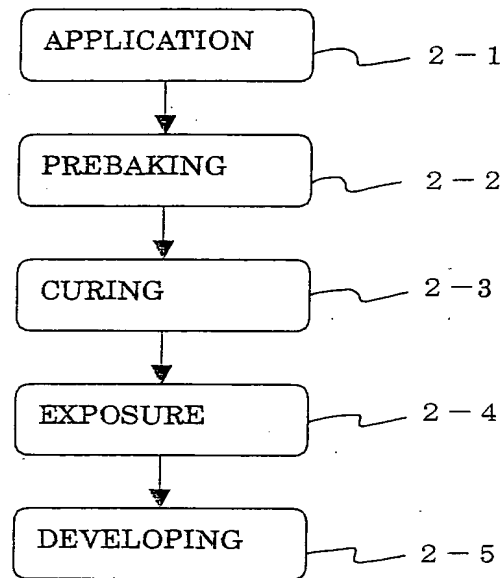 APPLICATION
2-1
PREBAKING
2-2
CURING
2-3
EXPOSURE
2-4
DEVELOPING
2-5